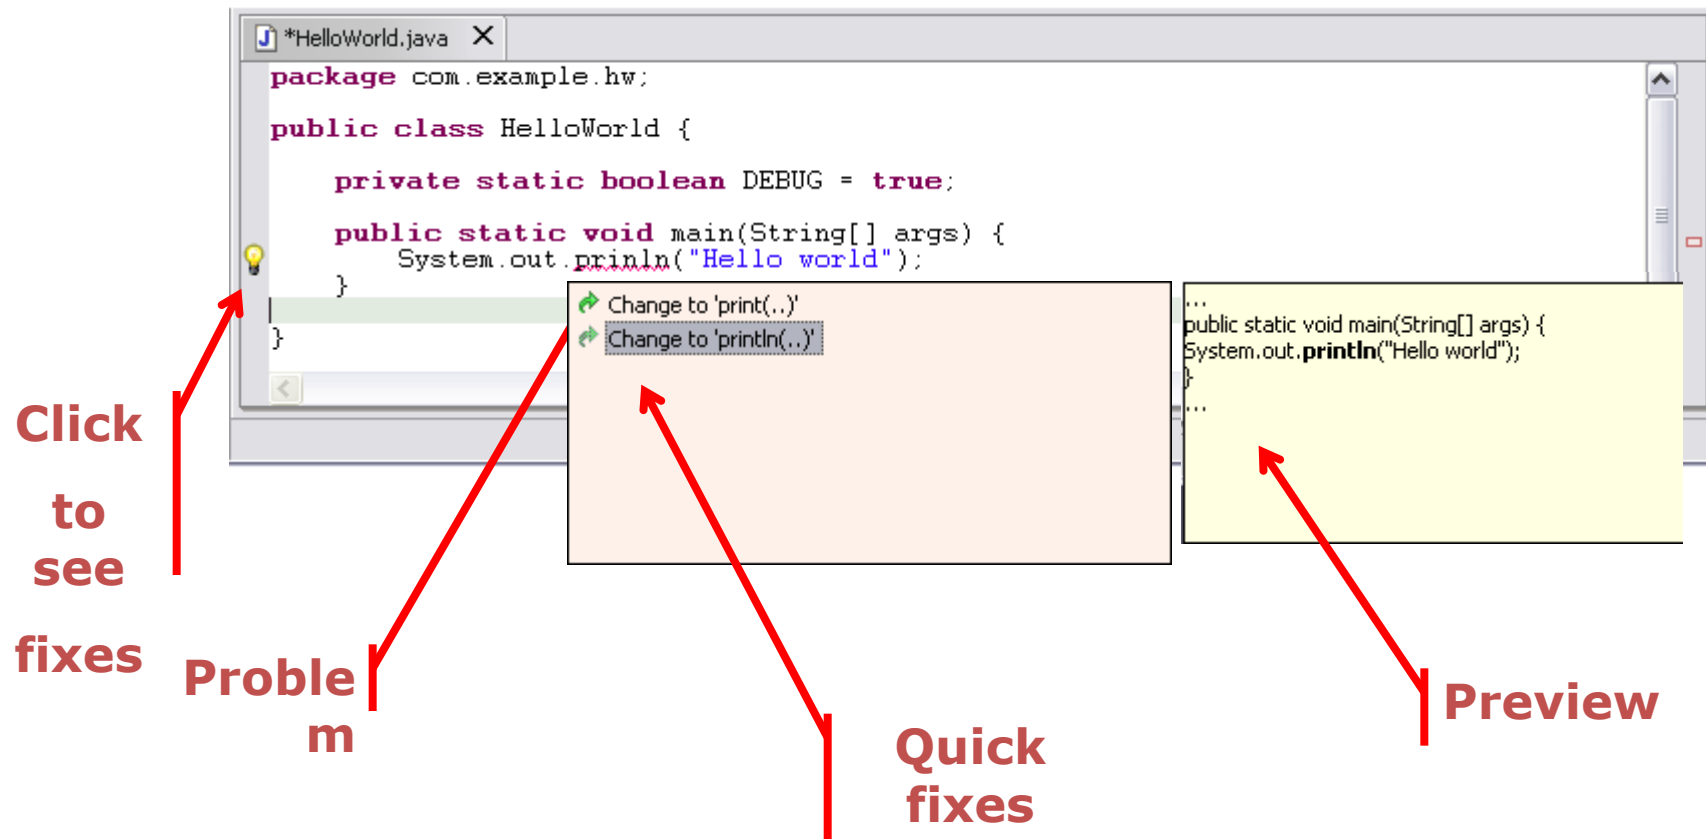 *HelloWorld.java
package com.example.hw;
public class HelloWorld {
private static boolean DEBUG = true;
public static void main(String[] args) {
System.out.prinln("Hello world");
}
}
Change to 'print(..)'
Change to 'println(..)'
...
public static void main(String[] args) {
System.out.println("Hello world");
}
...
Click
to
see
fixes
Proble
m
Quick
fixes
Preview